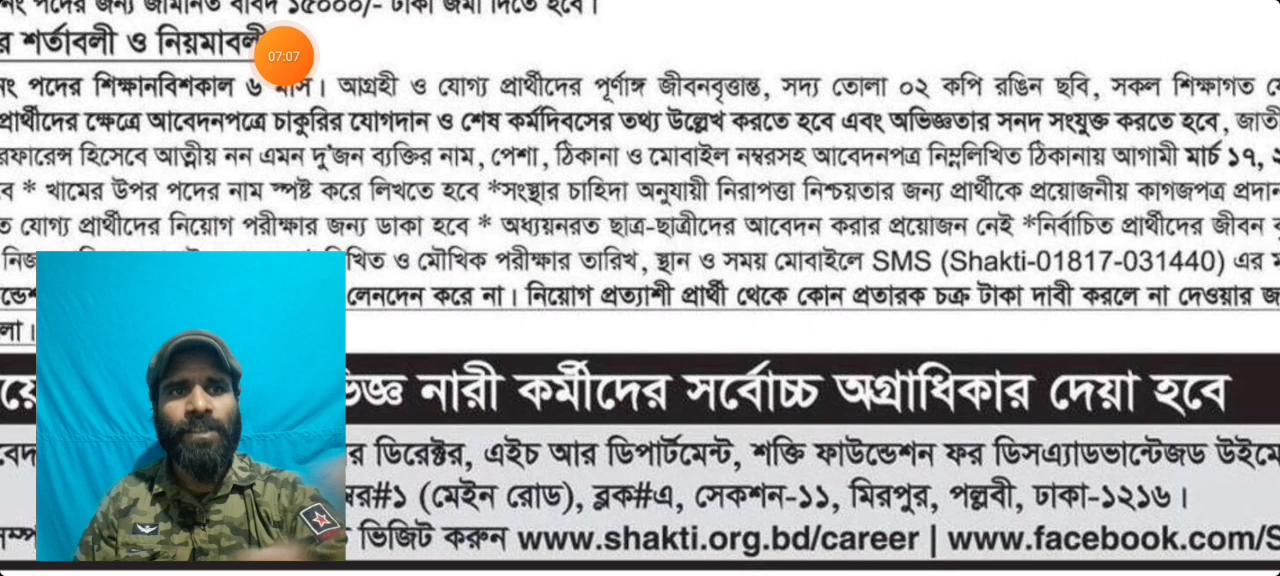 পদের জন্য জামানত বাবদ ১৫০০০/- টাকা জমা দিতে হবে।
র শর্তাবলী ও নিয়মাবলী
07:07
নং পদের শিক্ষানবিশকাল ৬ মাস। আগ্রহী ও যোগ্য প্রার্থীদের পূর্ণাঙ্গ জীবনবৃত্তান্ত, সদ্য তোলা ০২ কপি রঙিন ছবি, সকল শিক্ষাগত
প্রার্থীদের ক্ষেত্রে আবেদনপত্রে চাকুরির যোগদান ও শেষ কর্মদিবসের তথ্য উল্লেখ করতে হবে এবং অভিজ্ঞতার সনদ সংযুক্ত করতে হবে, জাতী
রফারেন্স হিসেবে আত্নীয় নন এমন দু'জন ব্যক্তির নাম, পেশা, ঠিকানা ও মোবাইল নম্বরসহ আবেদনপত্র নিম্নলিখিত ঠিকানায় আগামী মার্চ ১৭,
বে * খামের উপর পদের নাম স্পষ্ট করে লিখতে হবে *সংস্থার চাহিদা অনুযায়ী নিরাপত্তা নিশ্চয়তার জন্য প্রার্থীকে প্রয়োজনীয় কাগজপত্র প্রদান
ত যোগ্য প্রার্থীদের নিয়োগ পরীক্ষার জন্য ডাকা হবে * অধ্যয়নরত ছাত্র-ছাত্রীদের আবেদন করার প্রয়োজন নেই *নির্বাচিত প্রার্থীদের জীবন
নিজ খিত ও মৌখিক পরীক্ষার তারিখ, স্থান ও সময় মোবাইলে SMS (Shakti-01817-031440) এর
ন্ডেশ লেনদেন করে না। নিয়োগ প্রত্যাশী প্রার্থী থেকে কোন প্রতারক চক্র টাকা দাবী করলে না দেওয়ার জ
লা।
য়ে ভিজ্ঞ নারী কর্মীদের সর্বোচ্চ অগ্রাধিকার দেয়া হবে
বেদ র ডিরেক্টর, এইচ আর ডিপার্টমেন্ট, শক্তি ফাউন্ডেশন ফর ডিসএ্যাডভান্টেজড উইমে
ম্বর#১ (মেইন রোড), ব্লক#এ, সেকশন-১১, মিরপুর, পল্লবী, ঢাকা-১২১৬।
সম্প ভিজিট করুন www.shakti.org.bd/career | www.facebook.com/S